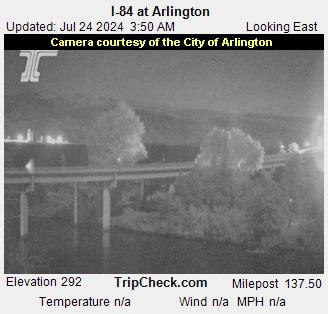 I-84 at Arlington
Updated: Jul 24 2024 3:50 AM Looking East
Camera courtesy of the City of Arlington
Elevation 292 TripCheck.com Milepost 137.50
Temperature n/a Wind n/a MPH n/a